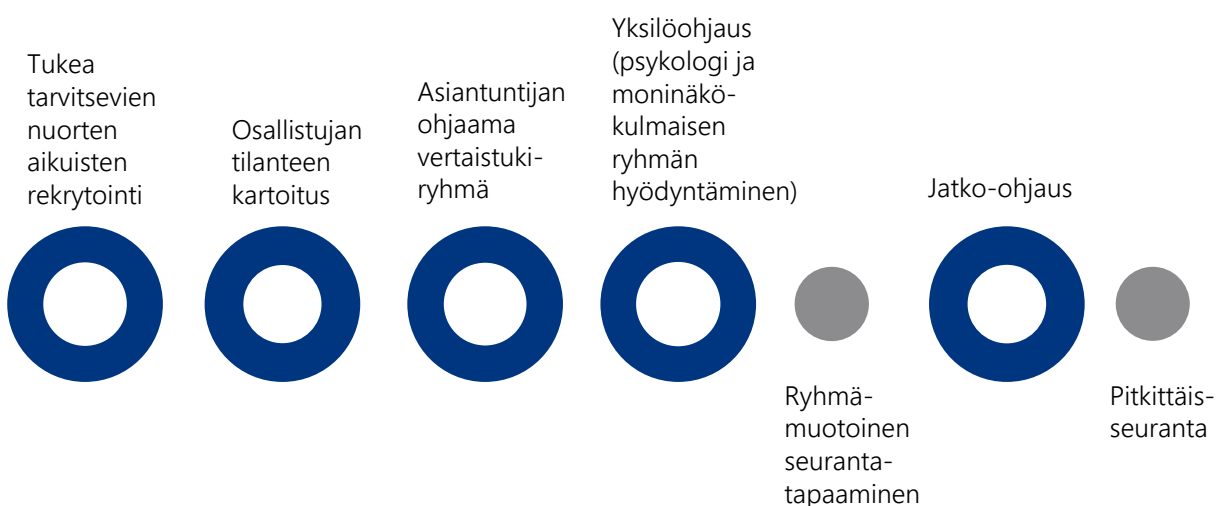 Tukea
tarvitsevien
nuorten
aikuisten
rekrytointi
Osallistujan
tilanteen
kartoitus
Asiantuntijan
ohjaama
vertaistuki-
ryhmä
Yksilöohjaus
(psykologi ja
moninäkö-
kulmaisen
ryhmän
hyödyntäminen)
Ryhmä-
muotoinen
seuranta-
tapaaminen
Jatko-ohjaus
Pitkittäis-
seuranta